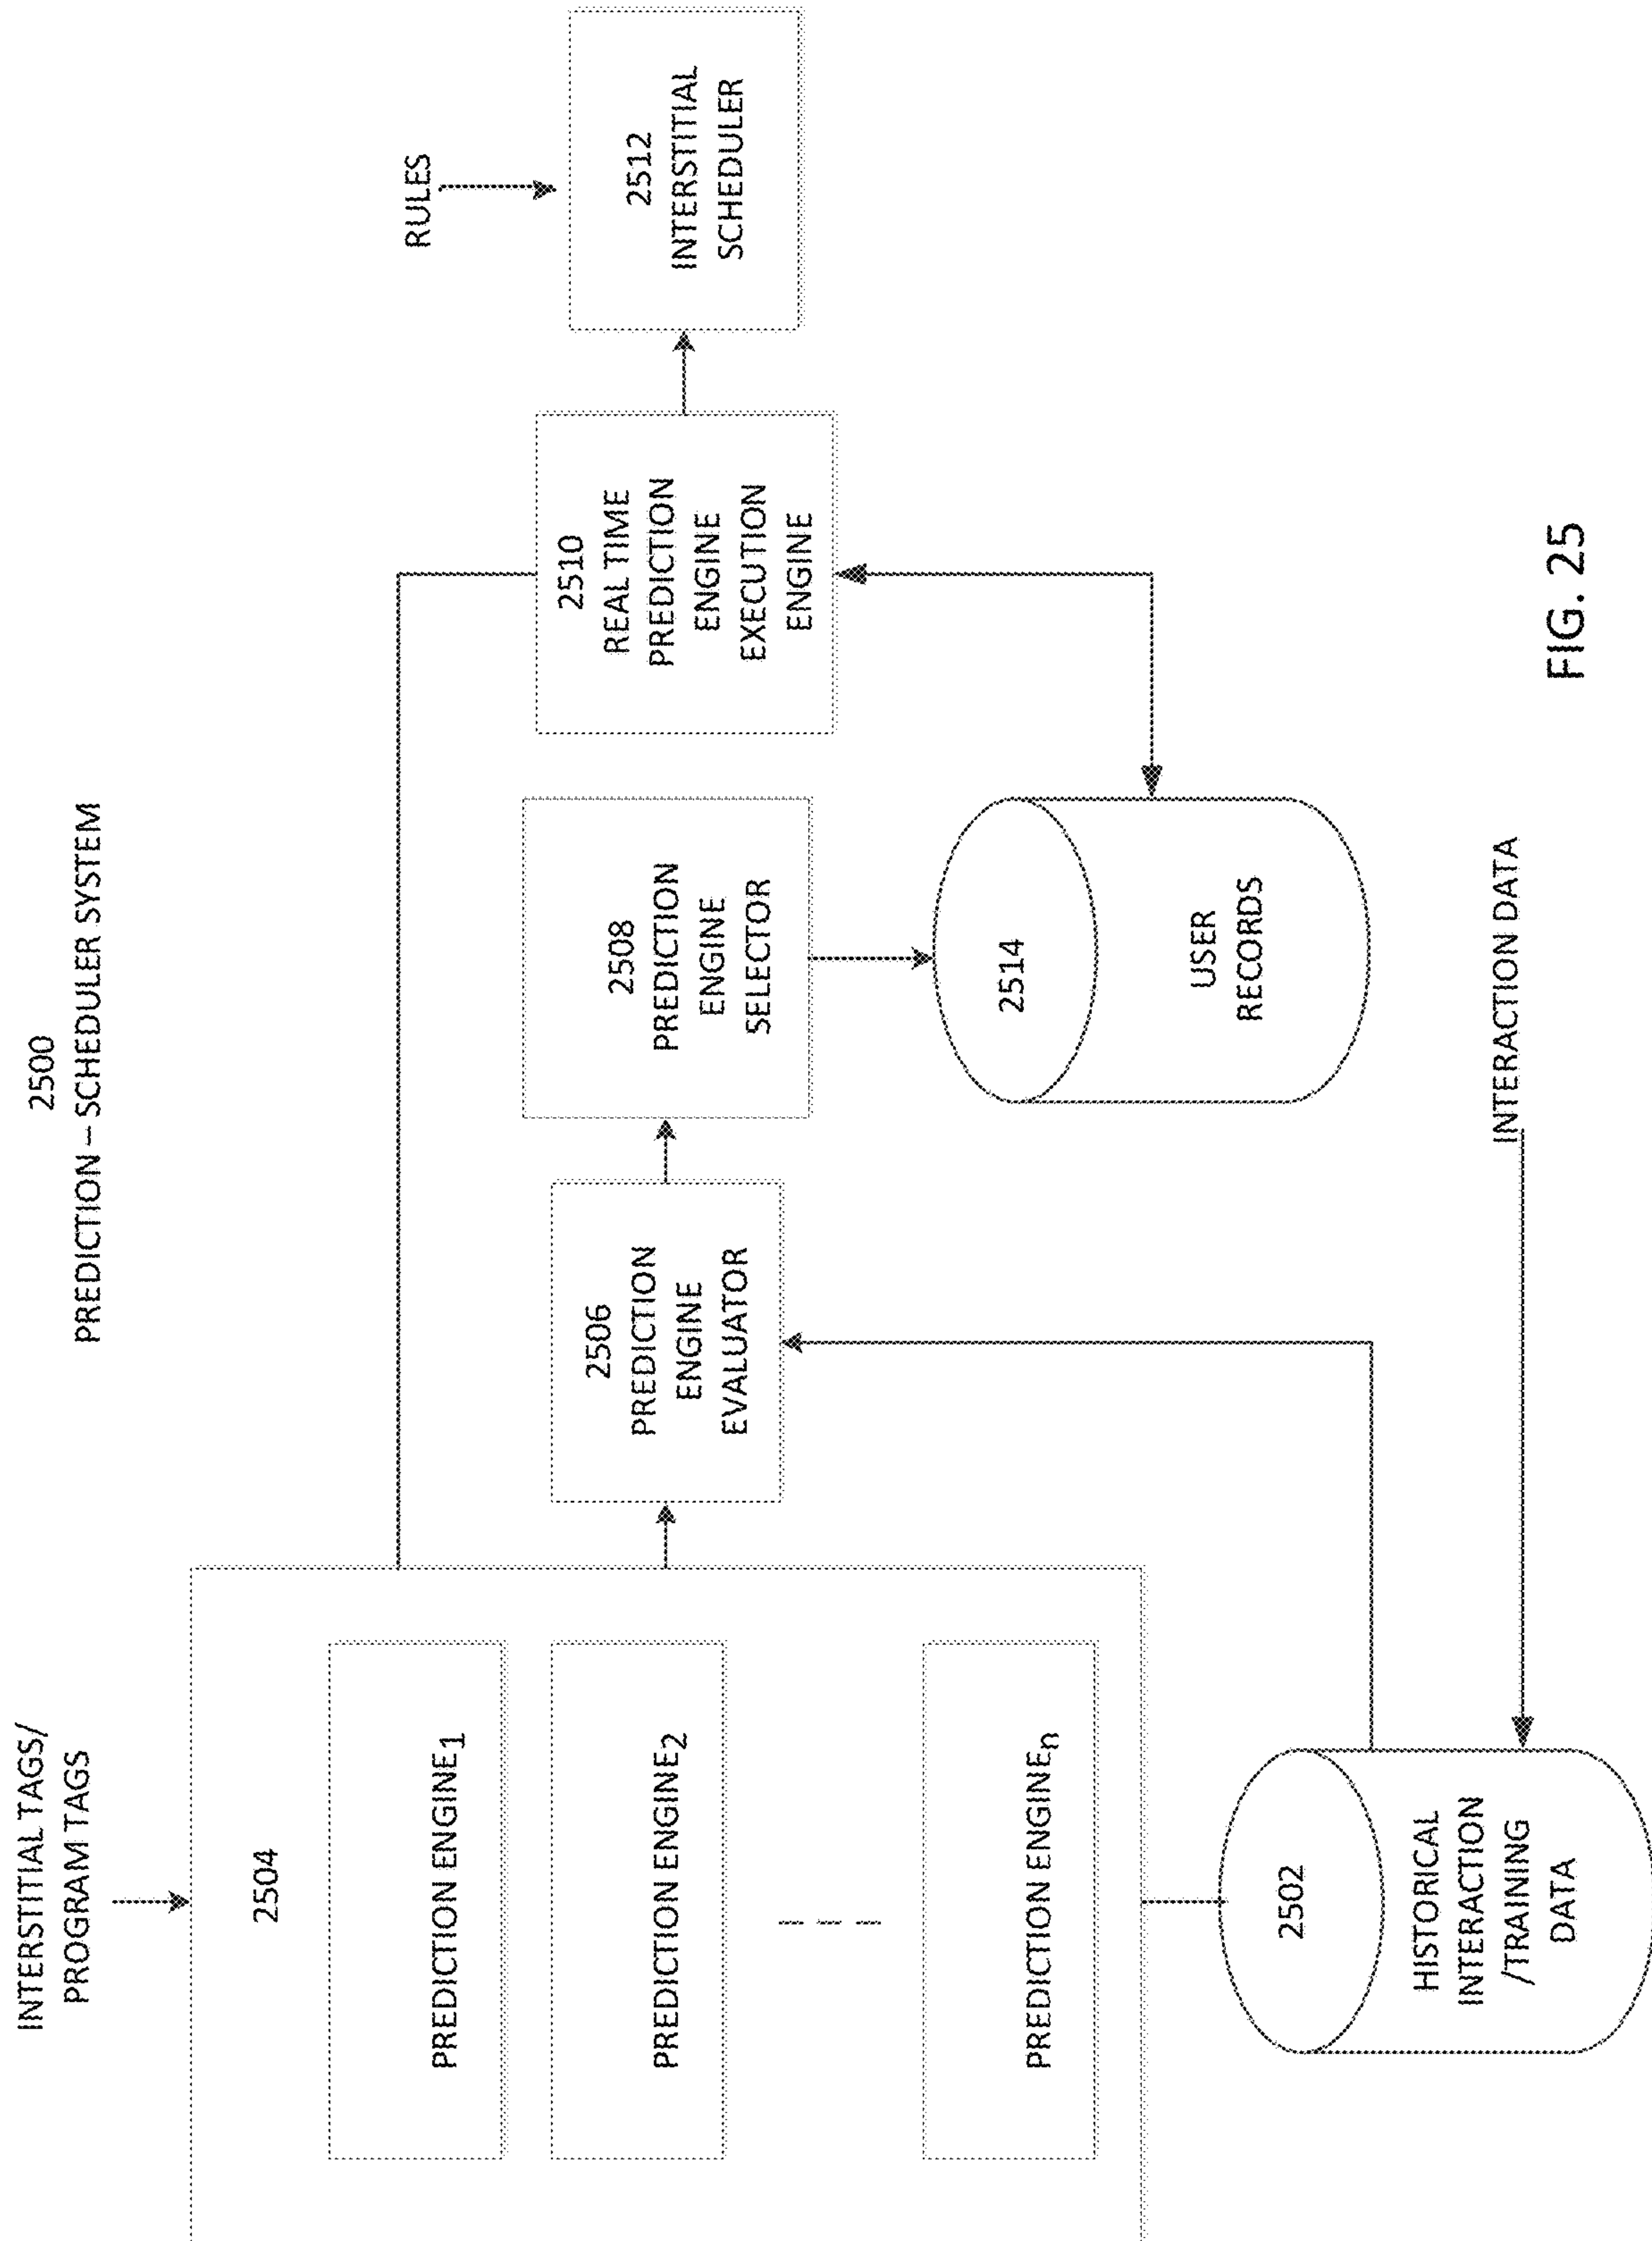 2500
PREDICTION – SCHEDULER SYSTEM
INTERSTITIAL TAGS/
PROGRAM TAGS
2504
PREDICTION ENGINE1
PREDICTION ENGINE2
PREDICTION ENGINEn
2506
PREDICTION
ENGINE
EVALUATOR
2508
PREDICTION
ENGINE
SELECTOR
2510
REAL TIME
PREDICTION
ENGINE
EXECUTION
ENGINE
RULES
2512
INTERSTITIAL
SCHEDULER
2502
HISTORICAL
INTERACTION
/TRAINING
DATA
2514
USER
RECORDS
INTERACTION DATA
FIG. 25